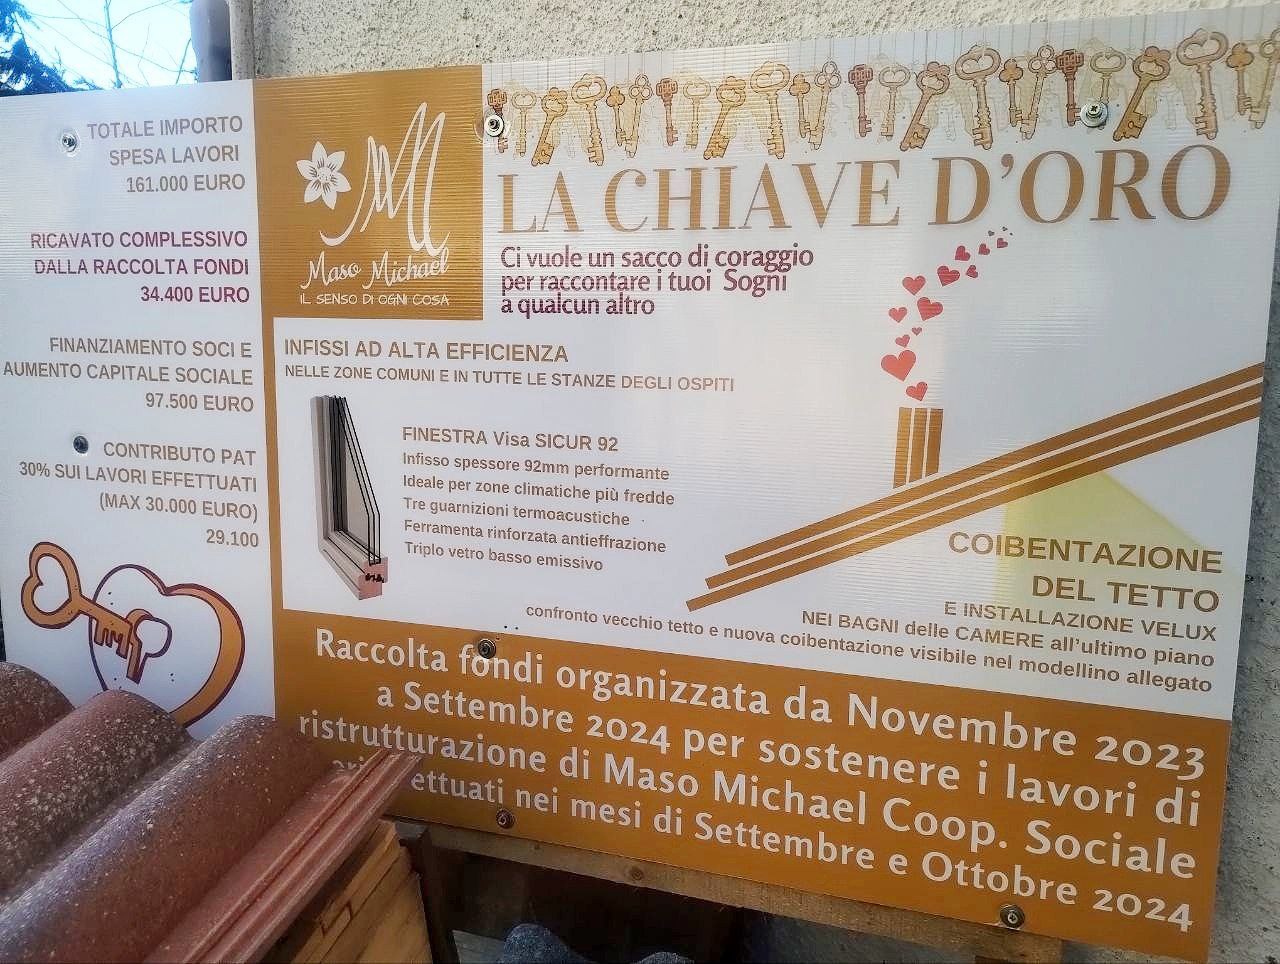 TOTALE IMPORTO
SPESA LAVORI
161.000 EURO
RICAVATO COMPLESSIVO
DALLA RACCOLTA FONDI
34.400 EURO
FINANZIAMENTO SOCI E
AUMENTO CAPITALE SOCIALE
97.500 EURO
CONTRIBUTO PAT
30% SUI LAVORI EFFETTUATI
(MAX 30.000 EURO)
29.100
Maso Michael
IL SENSO DI OGNI COSA
LA CHIAVE D'ORO
Ci vuole un sacco di coraggio
per raccontare i tuoi Sogni
a qualcun altro
INFISSI AD ALTA EFFICIENZA
NELLE ZONE COMUNI E IN TUTTE LE STANZE DEGLI OSPITI
FINESTRA Visa SICUR 92
Infisso spessore 92mm performante
Ideale per zone climatiche più fredde
Tre guarnizioni termoacustiche
Ferramenta rinforzata antieffrazione
Triplo vetro basso emissivo
COIBENTAZIONE
DEL TETTO
E INSTALLAZIONE VELUX
NEI BAGNI delle CAMERE all'ultimo piano
confronto vecchio tetto e nuova coibentazione visibile nel modellino allegato
Raccolta fondi organizzata da Novembre 2023
a Settembre 2024 per sostenere i lavori di
ristrutturazione di Maso Michael Coop. Sociale
ettuati nei mesi di Settembre e Ottobre 2024